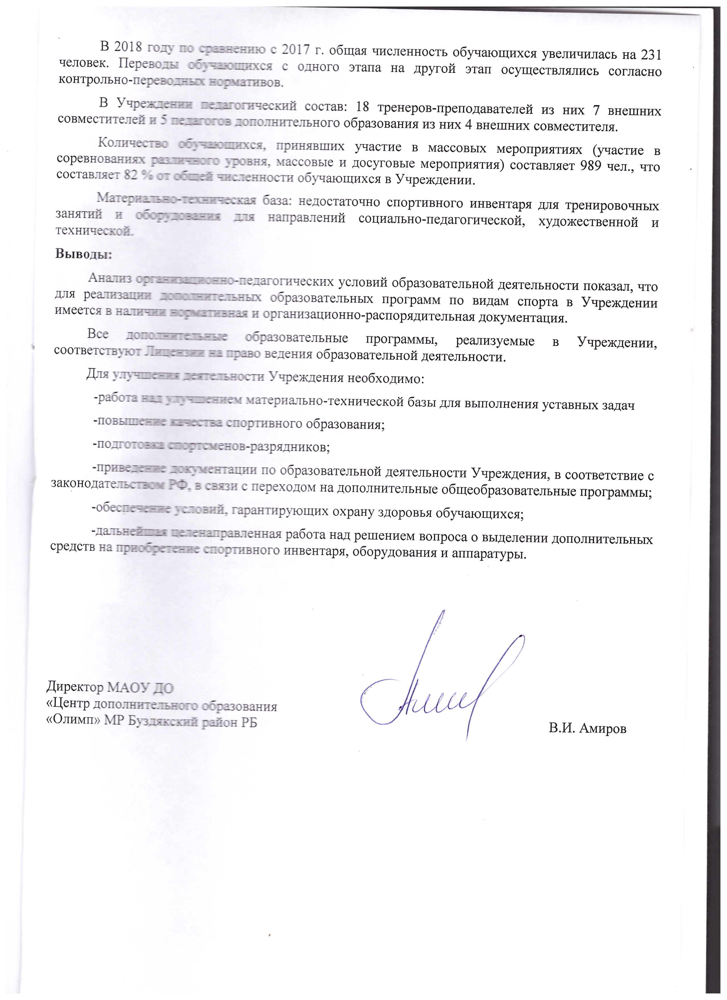 В 2018 году по сравнению с 2017 г. общая численность обучающихся увеличилась на 231
человек. Переводы обучающихся с одного этапа на другой этап осуществлялись согласно
контрольно-переводных нормативов.
В Учреждении педагогический состав: 18 тренеров-преподавателей из них 7 внешних
совместителей и 5 педагогов дополнительного образования из них 4 внешних совместителя.
Количество обучающихся, принявших участие в массовых мероприятиях (участие в
соревнованиях различного уровня, массовые и досуговые мероприятия) составляет 989 чел., что
составляет 82 % от общей численности обучающихся в Учреждении.
Материально-техническая база: недостаточно спортивного инвентаря для тренировочных
занятий и оборудования для направлений социально-педагогической, художественной и
технической.
Выводы:
Анализ организационно-педагогических условий образовательной деятельности показал, что
для реализации дополнительных образовательных программ по видам спорта в Учреждении
имеется в наличии нормативная и организационно-распорядительная документация.
Все дополнительные образовательные программы, реализуемые в Учреждении,
соответствуют Лицензии на право ведения образовательной деятельности.
Для улучшения деятельности Учреждения необходимо:
-работа над улучшением материально-технической базы для выполнения уставных задач
-повышение качества спортивного образования;
-подготовка спортсменов-разрядников;
-приведение документации по образовательной деятельности Учреждения, в соответствие с
законодательством РФ, в связи с переходом на дополнительные общеобразовательные программы;
-обеспечение условий, гарантирующих охрану здоровья обучающихся;
-дальнейшая целенаправленная работа над решением вопроса о выделении дополнительных
средств на приобретение спортивного инвентаря, оборудования и аппаратуры.
Директор МАОУ ДО
«Центр дополнительного образования
«Олимп» МР Буздякский район РБ
В.И. Амиров